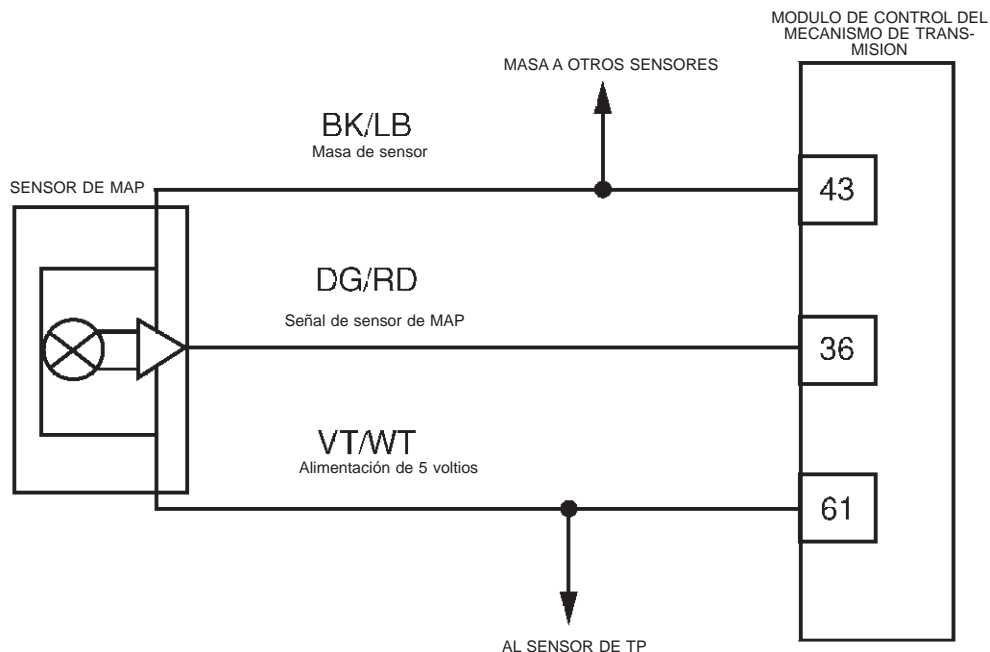 MODULO DE CONTROL DEL
MECANISMO DE TRANS-
MISION
MASA A OTROS SENSORES
BK/LB
Masa de sensor
SENSOR DE MAP
43
DG/RD
Señal de sensor de MAP
36
VT/WT
Alimentación de 5 voltios
61
AL SENSOR DE TP